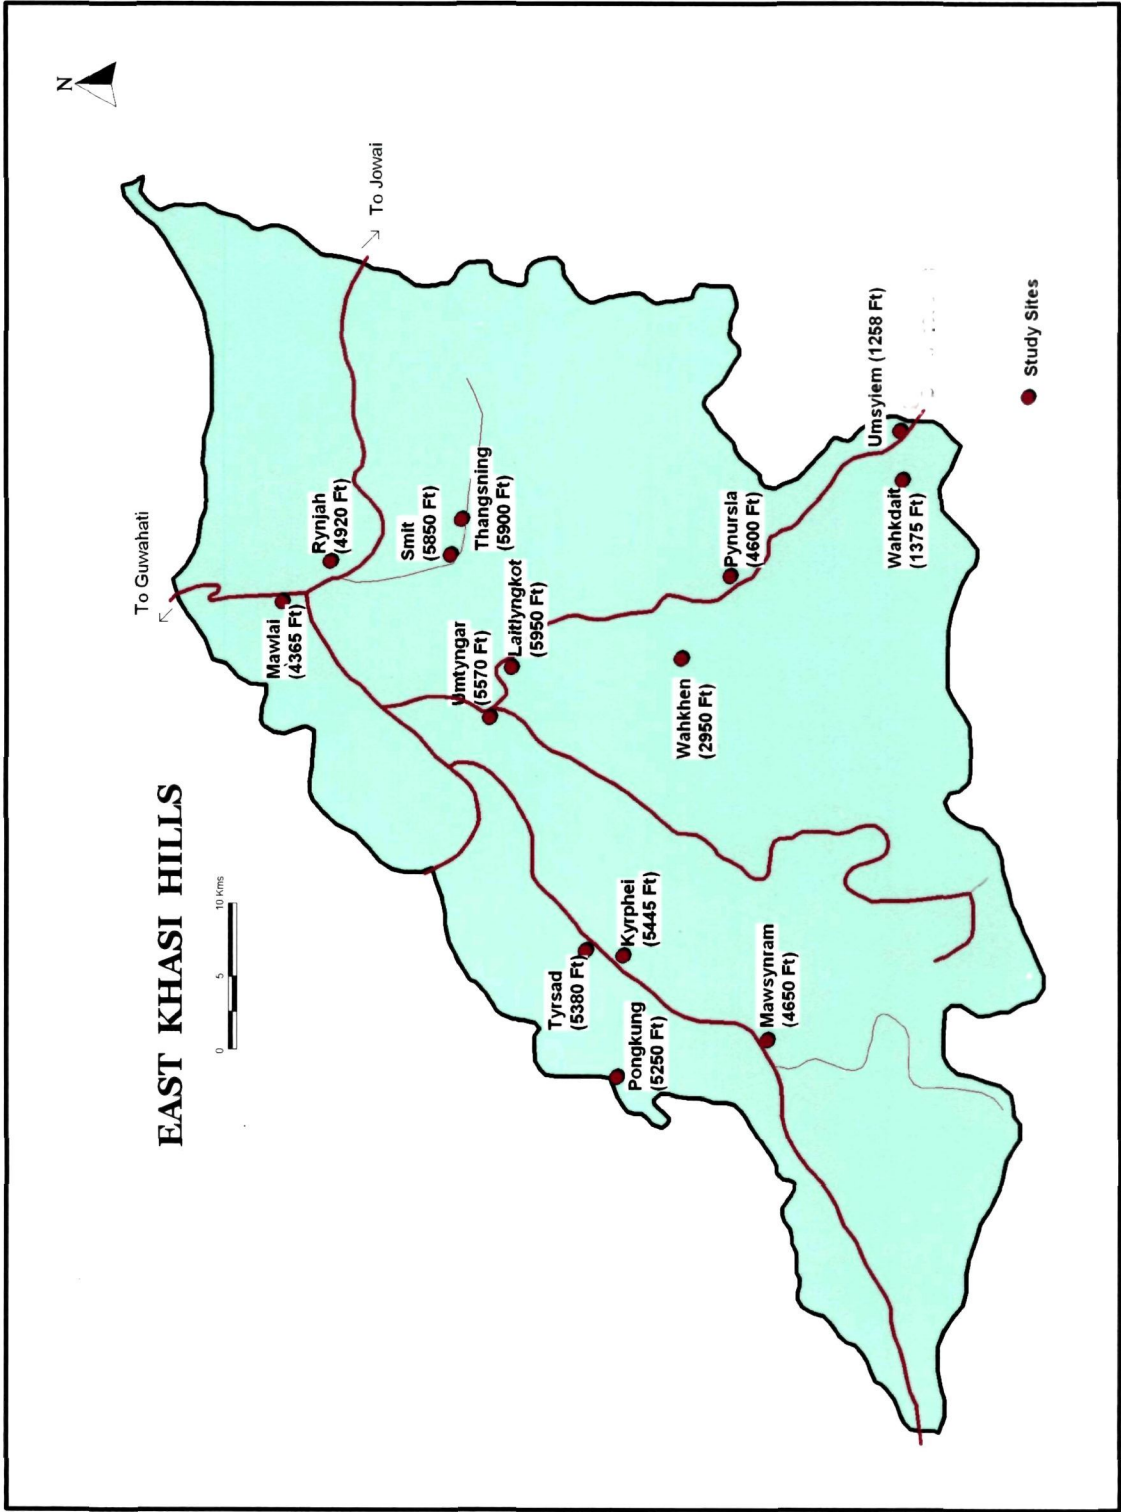 EAST KHASI HILLS
0 5 10 Kms
N
To Guwahati
To Jowai
Mawlai
(4365 Ft)
Rynjah
(4920 Ft)
Smit
(5850 Ft)
Thangsning
(5900 Ft)
Umtyngar
(5570 Ft)
Laitlyngkot
(5950 Ft)
Tyrsad
(5380 Ft)
Kyrphei
(5445 Ft)
Pongkung
(5250 Ft)
Wahkhen
(2950 Ft)
Pynursla
(4600 Ft)
Mawsynram
(4650 Ft)
Umsyiem (1258 Ft)
Wahkdait
(1375 Ft)
Study Sites